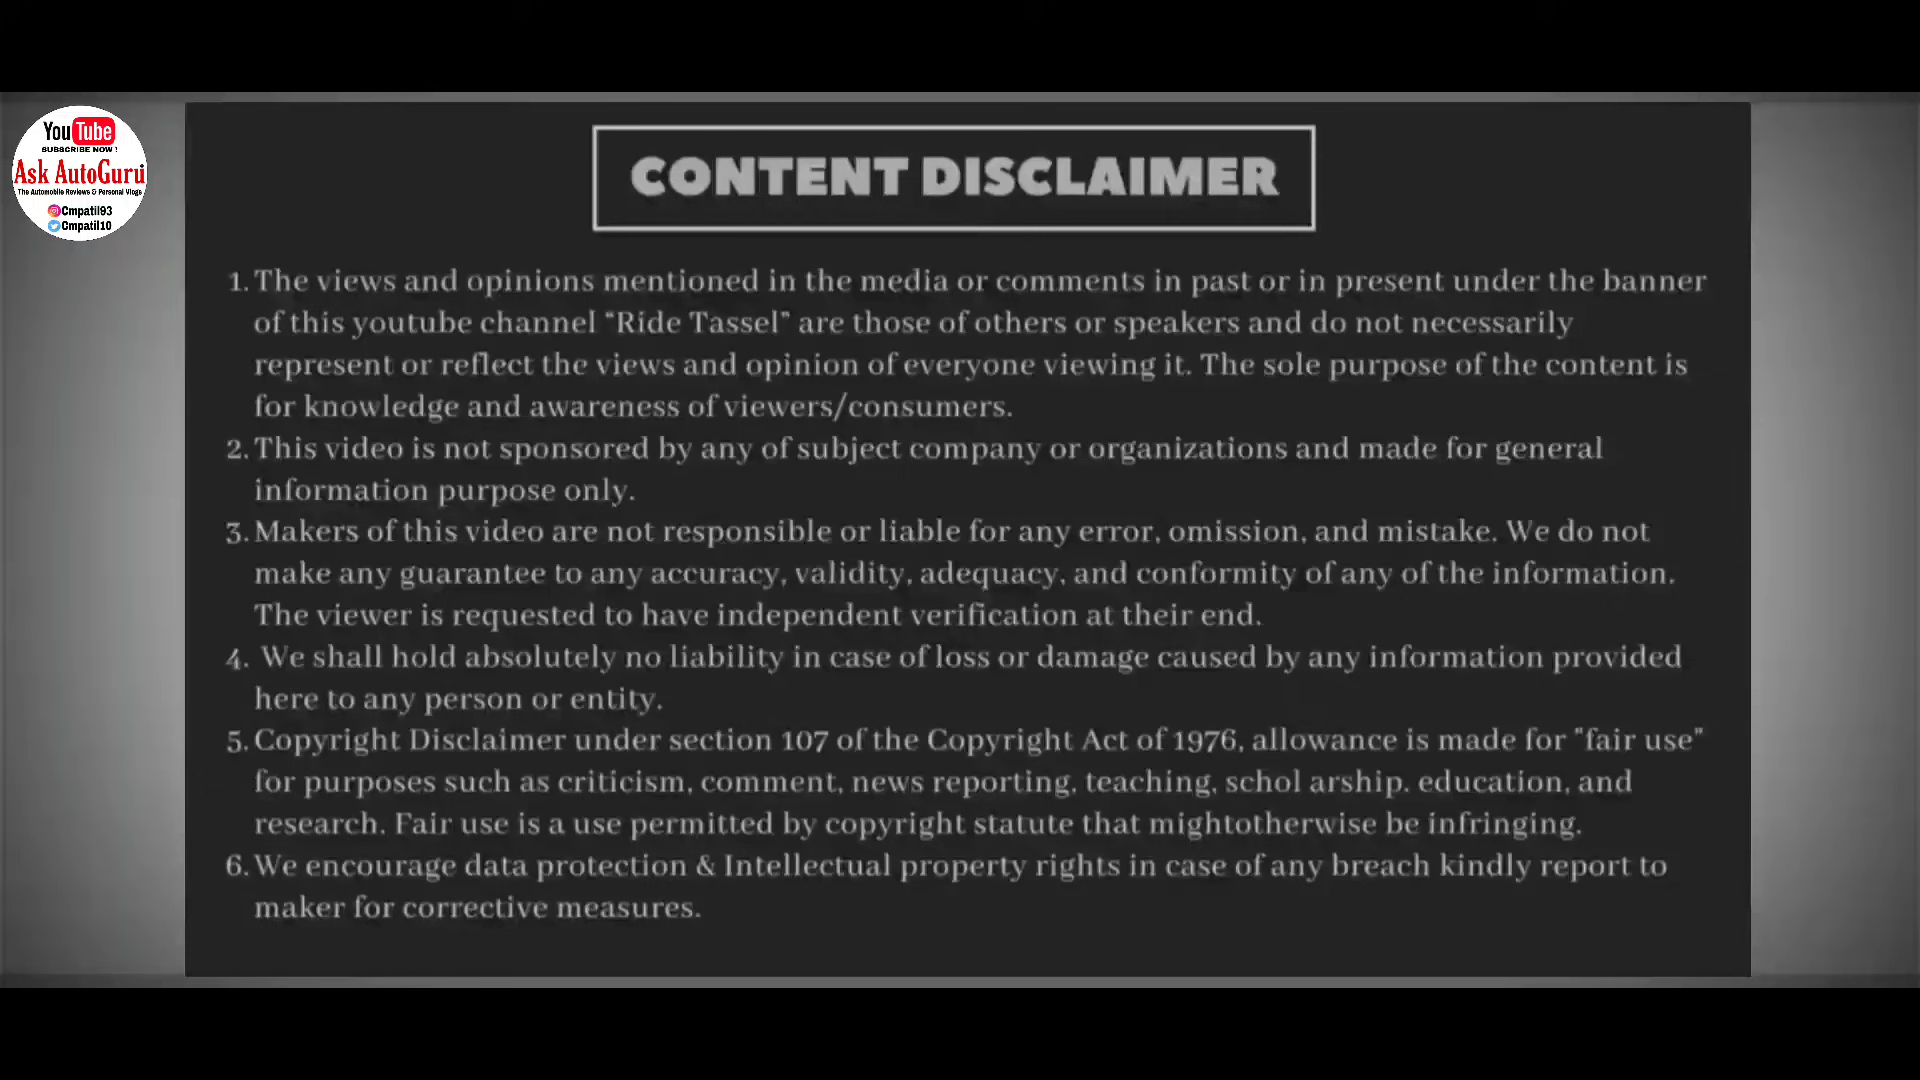 YouTube
SUBSCRIBE NOW !
Ask AutoGuru
The Automobile Reviews & Personal Vlogs
Cmpatil93
Cmpatil10
CONTENT DISCLAIMER
1. The views and opinions mentioned in the media or comments in past or in present under the banner
of this youtube channel “Ride Tassel” are those of others or speakers and do not necessarily
represent or reflect the views and opinion of everyone viewing it. The sole purpose of the content is
for knowledge and awareness of viewers/consumers.
2. This video is not sponsored by any of subject company or organizations and made for general
information purpose only.
3. Makers of this video are not responsible or liable for any error, omission, and mistake. We do not
make any guarantee to any accuracy, validity, adequacy, and conformity of any of the information.
The viewer is requested to have independent verification at their end.
4. We shall hold absolutely no liability in case of loss or damage caused by any information provided
here to any person or entity.
5. Copyright Disclaimer under section 107 of the Copyright Act of 1976, allowance is made for "fair use"
for purposes such as criticism, comment, news reporting, teaching, schol arship. education, and
research. Fair use is a use permitted by copyright statute that mightotherwise be infringing.
6. We encourage data protection & Intellectual property rights in case of any breach kindly report to
maker for corrective measures.